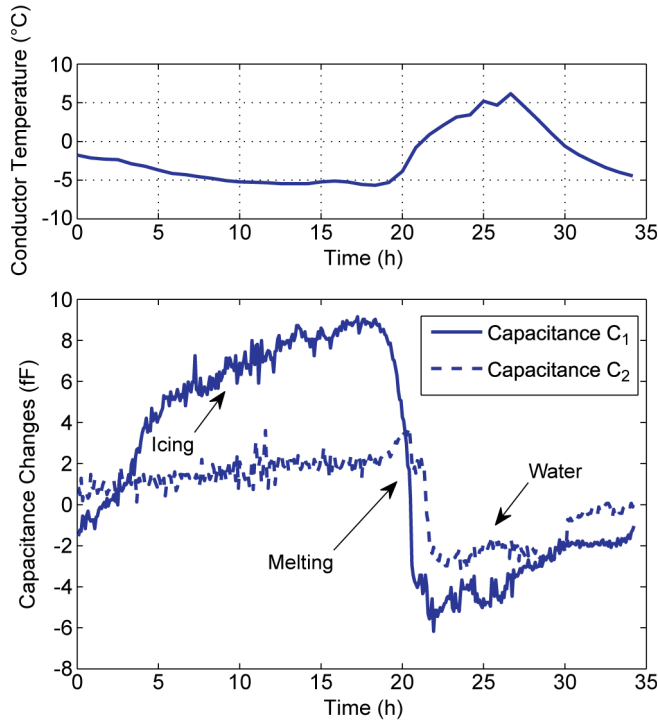 Conductor Temperature (°C)
10
5
0
-5
-10
0 5 10 15 20 25 30 35
Time (h)
Capacitance Changes (fF)
10
8
6
4
2
0
-2
-4
-6
-8
Capacitance C1
Capacitance C2
Icing
Melting
Water
0 5 10 15 20 25 30 35
Time (h)